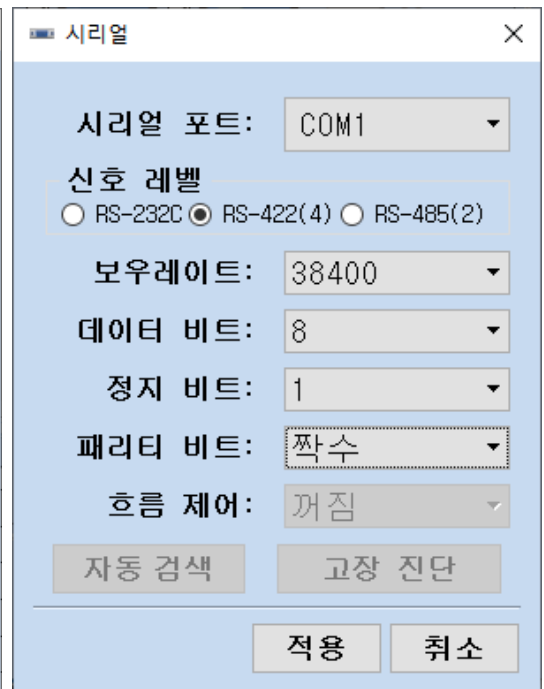 시리얼
시리얼 포트: COM1
신호 레벨
RS-232C RS-422(4) RS-485(2)
보우레이트: 38400
데이터 비트: 8
정지 비트: 1
패리티 비트: 짝수
흐름 제어: 꺼짐
자동 검색 고장 진단
적용 취소